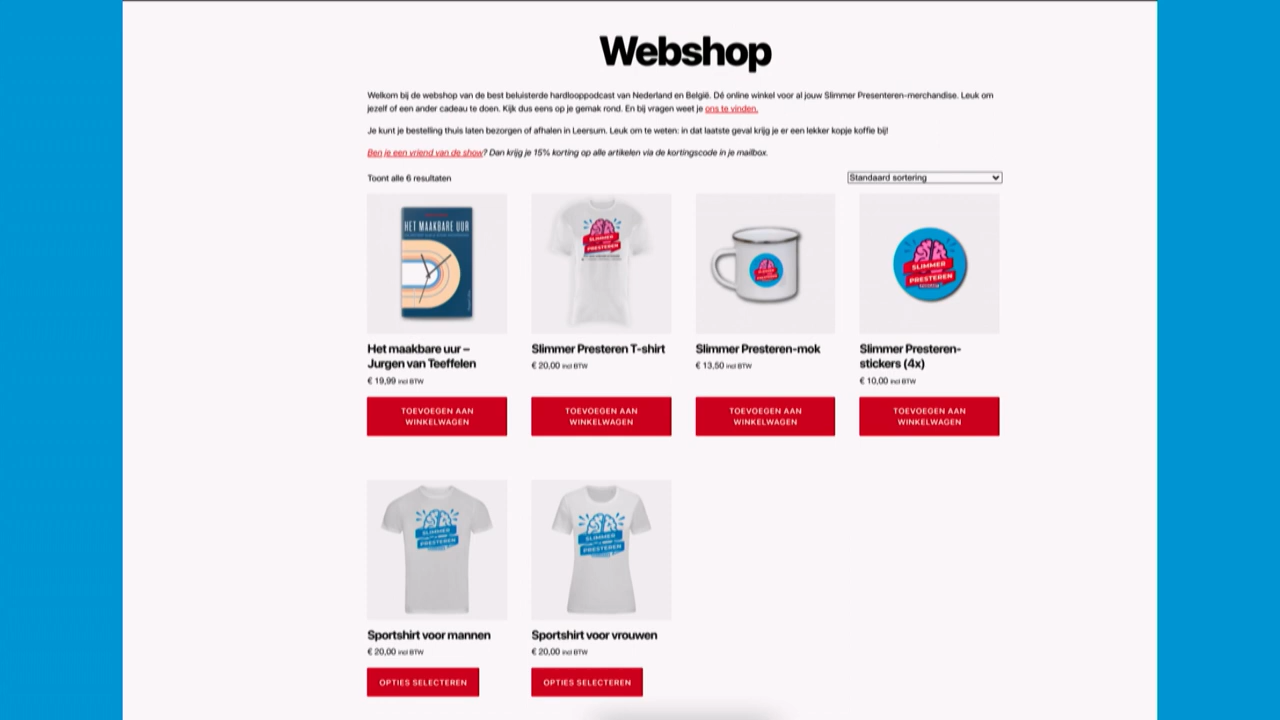 Webshop
Welkom bij de webshop van de best beluisterde hardlooppodcast van Nederland en België. Dé online winkel voor al jouw Slimmer Presenteren-merchandise. Leuk om
jezelf of een ander cadeau te doen. Kijk dus eens op je gemak rond. En bij vragen weet je ons te vinden.
Je kunt je bestelling thuis laten bezorgen of afhalen in Leersum. Leuk om te weten: in dat laatste geval krijg je er een lekker kopje koffie bij!
Ben je een vriend van de show? Dan krijg je 15% korting op alle artikelen via de kortingscode in je mailbox.
Toont alle 6 resultaten
Standaard sortering
HET MAAKBARE UUR
SLIMMER
PRESTEREN
SLIMMER
PRESTEREN
SLIMMER
PRESTEREN
Het maakbare uur –
Jurgen van Teeffelen
€ 19,99 incl BTW
Slimmer Presteren T-shirt
€ 20,00 incl BTW
Slimmer Presteren-mok
€ 13,50 incl BTW
Slimmer Presteren-
stickers (4x)
€ 10,00 incl BTW
TOEVOEGEN AAN
WINKELWAGEN
TOEVOEGEN AAN
WINKELWAGEN
TOEVOEGEN AAN
WINKELWAGEN
TOEVOEGEN AAN
WINKELWAGEN
SLIMMER
PRESTEREN
SLIMMER
PRESTEREN
Sportshirt voor mannen
€ 20,00 incl BTW
Sportshirt voor vrouwen
€ 20,00 incl BTW
OPTIES SELECTEREN
OPTIES SELECTEREN